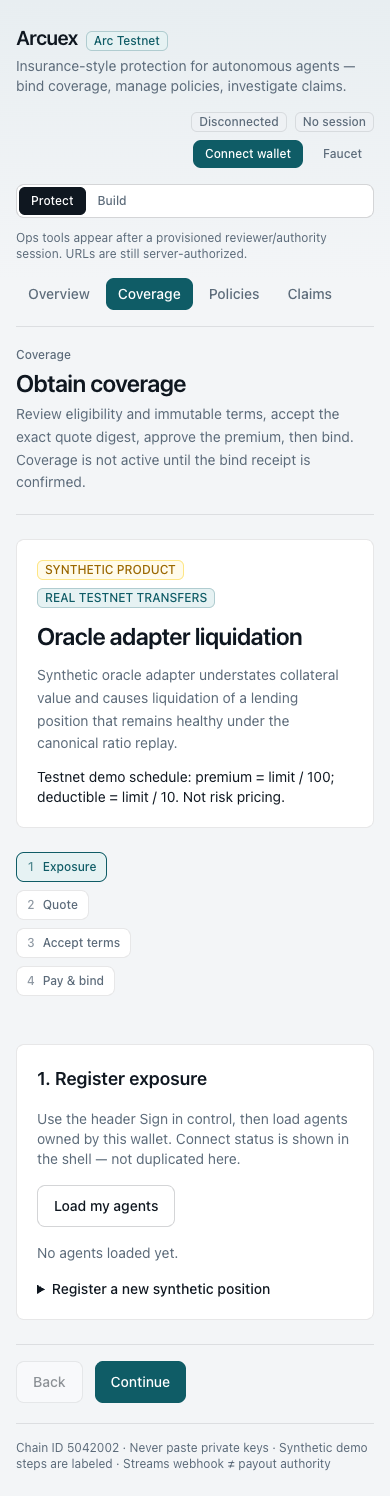 Arcuex Arc Testnet
Insurance-style protection for autonomous agents —
bind coverage, manage policies, investigate claims.
Disconnected No session
Connect wallet Faucet
Protect Build
Ops tools appear after a provisioned reviewer/authority
session. URLs are still server-authorized.
Overview Coverage Policies Claims
Coverage
Obtain coverage
Review eligibility and immutable terms, accept the
exact quote digest, approve the premium, then bind.
Coverage is not active until the bind receipt is
confirmed.
SYNTHETIC PRODUCT
REAL TESTNET TRANSFERS
Oracle adapter liquidation
Synthetic oracle adapter understates collateral
value and causes liquidation of a lending
position that remains healthy under the
canonical ratio replay.
Testnet demo schedule: premium = limit / 100;
deductible = limit / 10. Not risk pricing.
1 Exposure
2 Quote
3 Accept terms
4 Pay & bind
1. Register exposure
Use the header Sign in control, then load agents
owned by this wallet. Connect status is shown in
the shell — not duplicated here.
Load my agents
No agents loaded yet.
Register a new synthetic position
Back Continue
Chain ID 5042002 · Never paste private keys · Synthetic demo
steps are labeled · Streams webhook ≠ payout authority